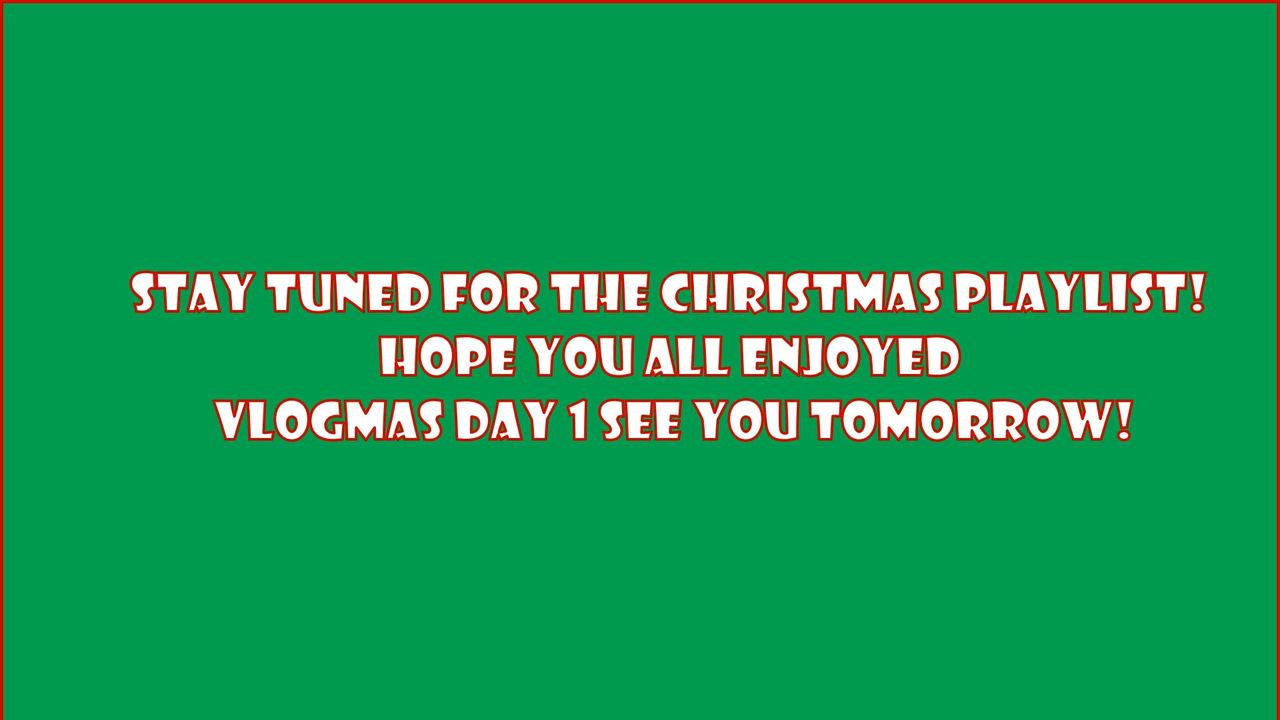 STAY TUNED FOR THE CHRISTMAS PLAYLIST!
HOPE YOU ALL ENJOYED
VLOGMAS DAY 1 SEE YOU TOMORROW!